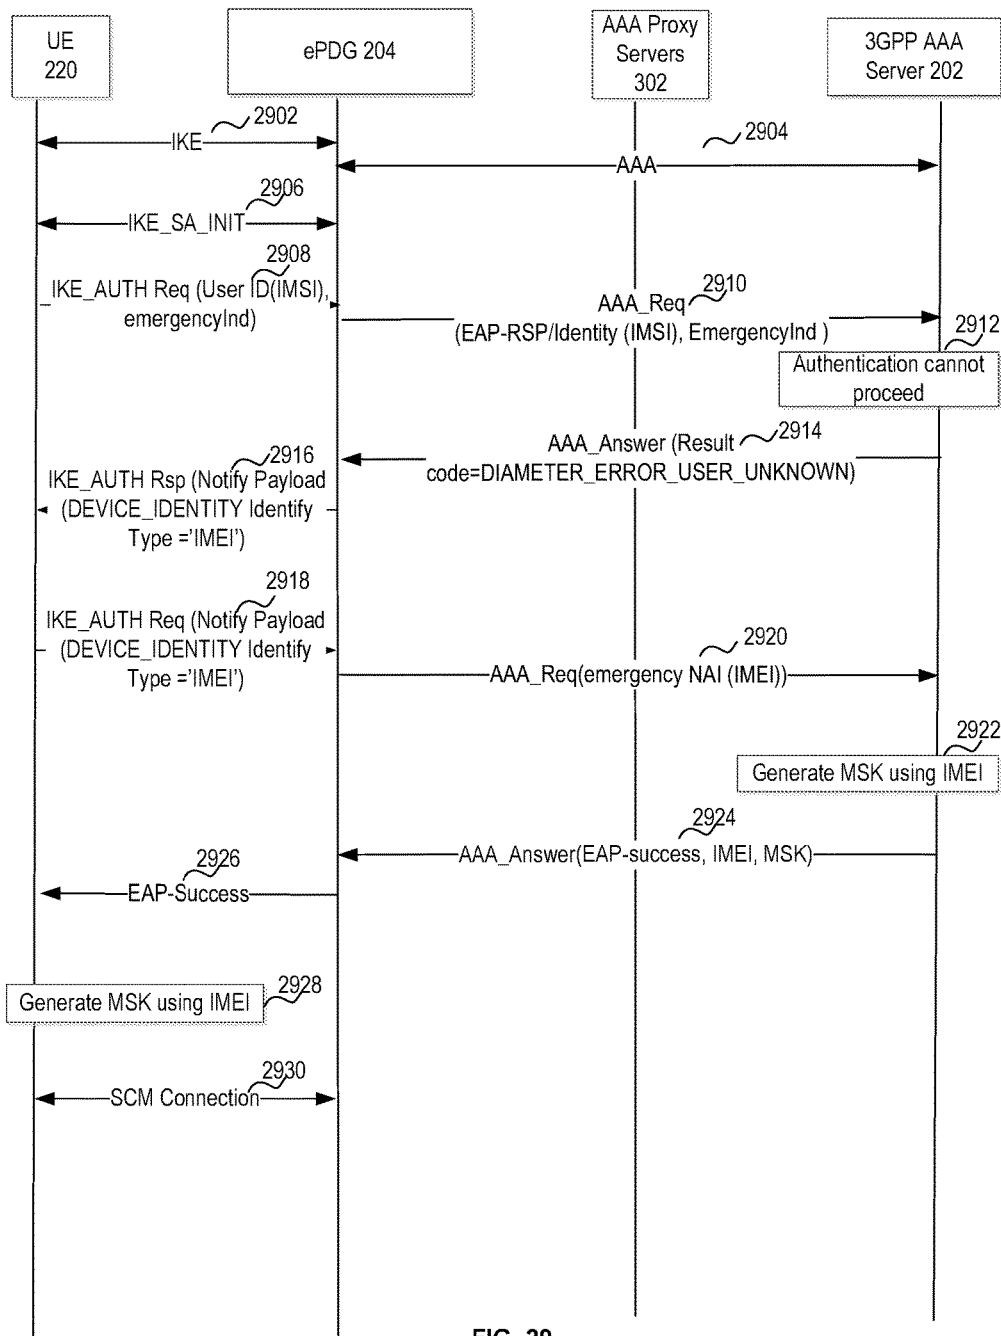 UE
220
ePDG 204
AAA Proxy
Servers
302
3GPP AAA
Server 202
2902
IKE
2904
AAA
2906
IKE_SA_INIT
2908
IKE_AUTH Req (User ID(IMSI),
emergencyInd)
2910
AAA_Req
(EAP-RSP/Identity (IMSI), EmergencyInd )
2912
Authentication cannot
proceed
AAA_Answer (Result
2914
code=DIAMETER_ERROR_USER_UNKNOWN)
2916
IKE_AUTH Rsp (Notify Payload
(DEVICE_IDENTITY Identify
Type ='IMEI')
2918
IKE_AUTH Req (Notify Payload
(DEVICE_IDENTITY Identify
Type ='IMEI')
2920
AAA_Req(emergency NAI (IMEI))
2922
Generate MSK using IMEI
2924
AAA_Answer(EAP-success, IMEI, MSK)
2926
EAP-Success
2928
Generate MSK using IMEI
2930
SCM Connection